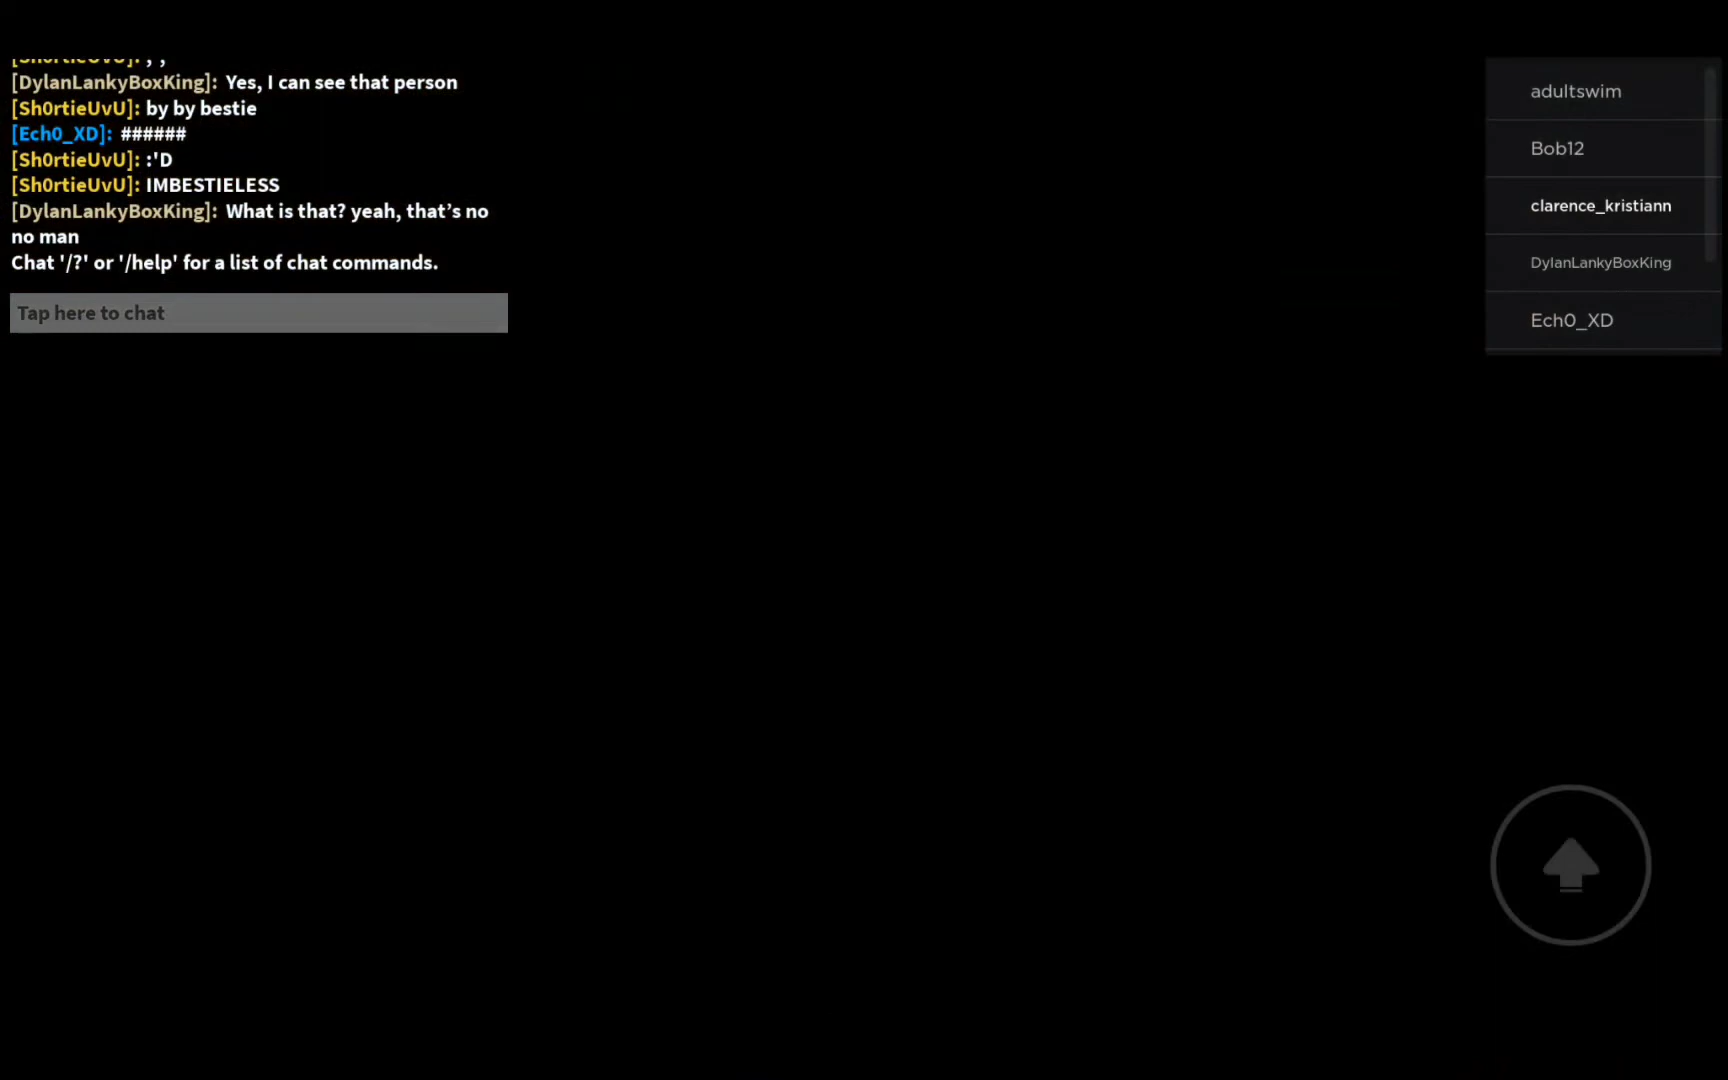 [Sh0rtieUvU]: ; ;
[DylanLankyBoxKing]: Yes, I can see that person
[Sh0rtieUvU]: by by bestie
[Ech0_XD]: ######
[Sh0rtieUvU]: :'D
[Sh0rtieUvU]: IMBESTIELESS
[DylanLankyBoxKing]: What is that? yeah, that’s no
no man
Chat '/?' or '/help' for a list of chat commands.
Tap here to chat
adultswim
Bob12
clarence_kristiann
DylanLankyBoxKing
Ech0_XD